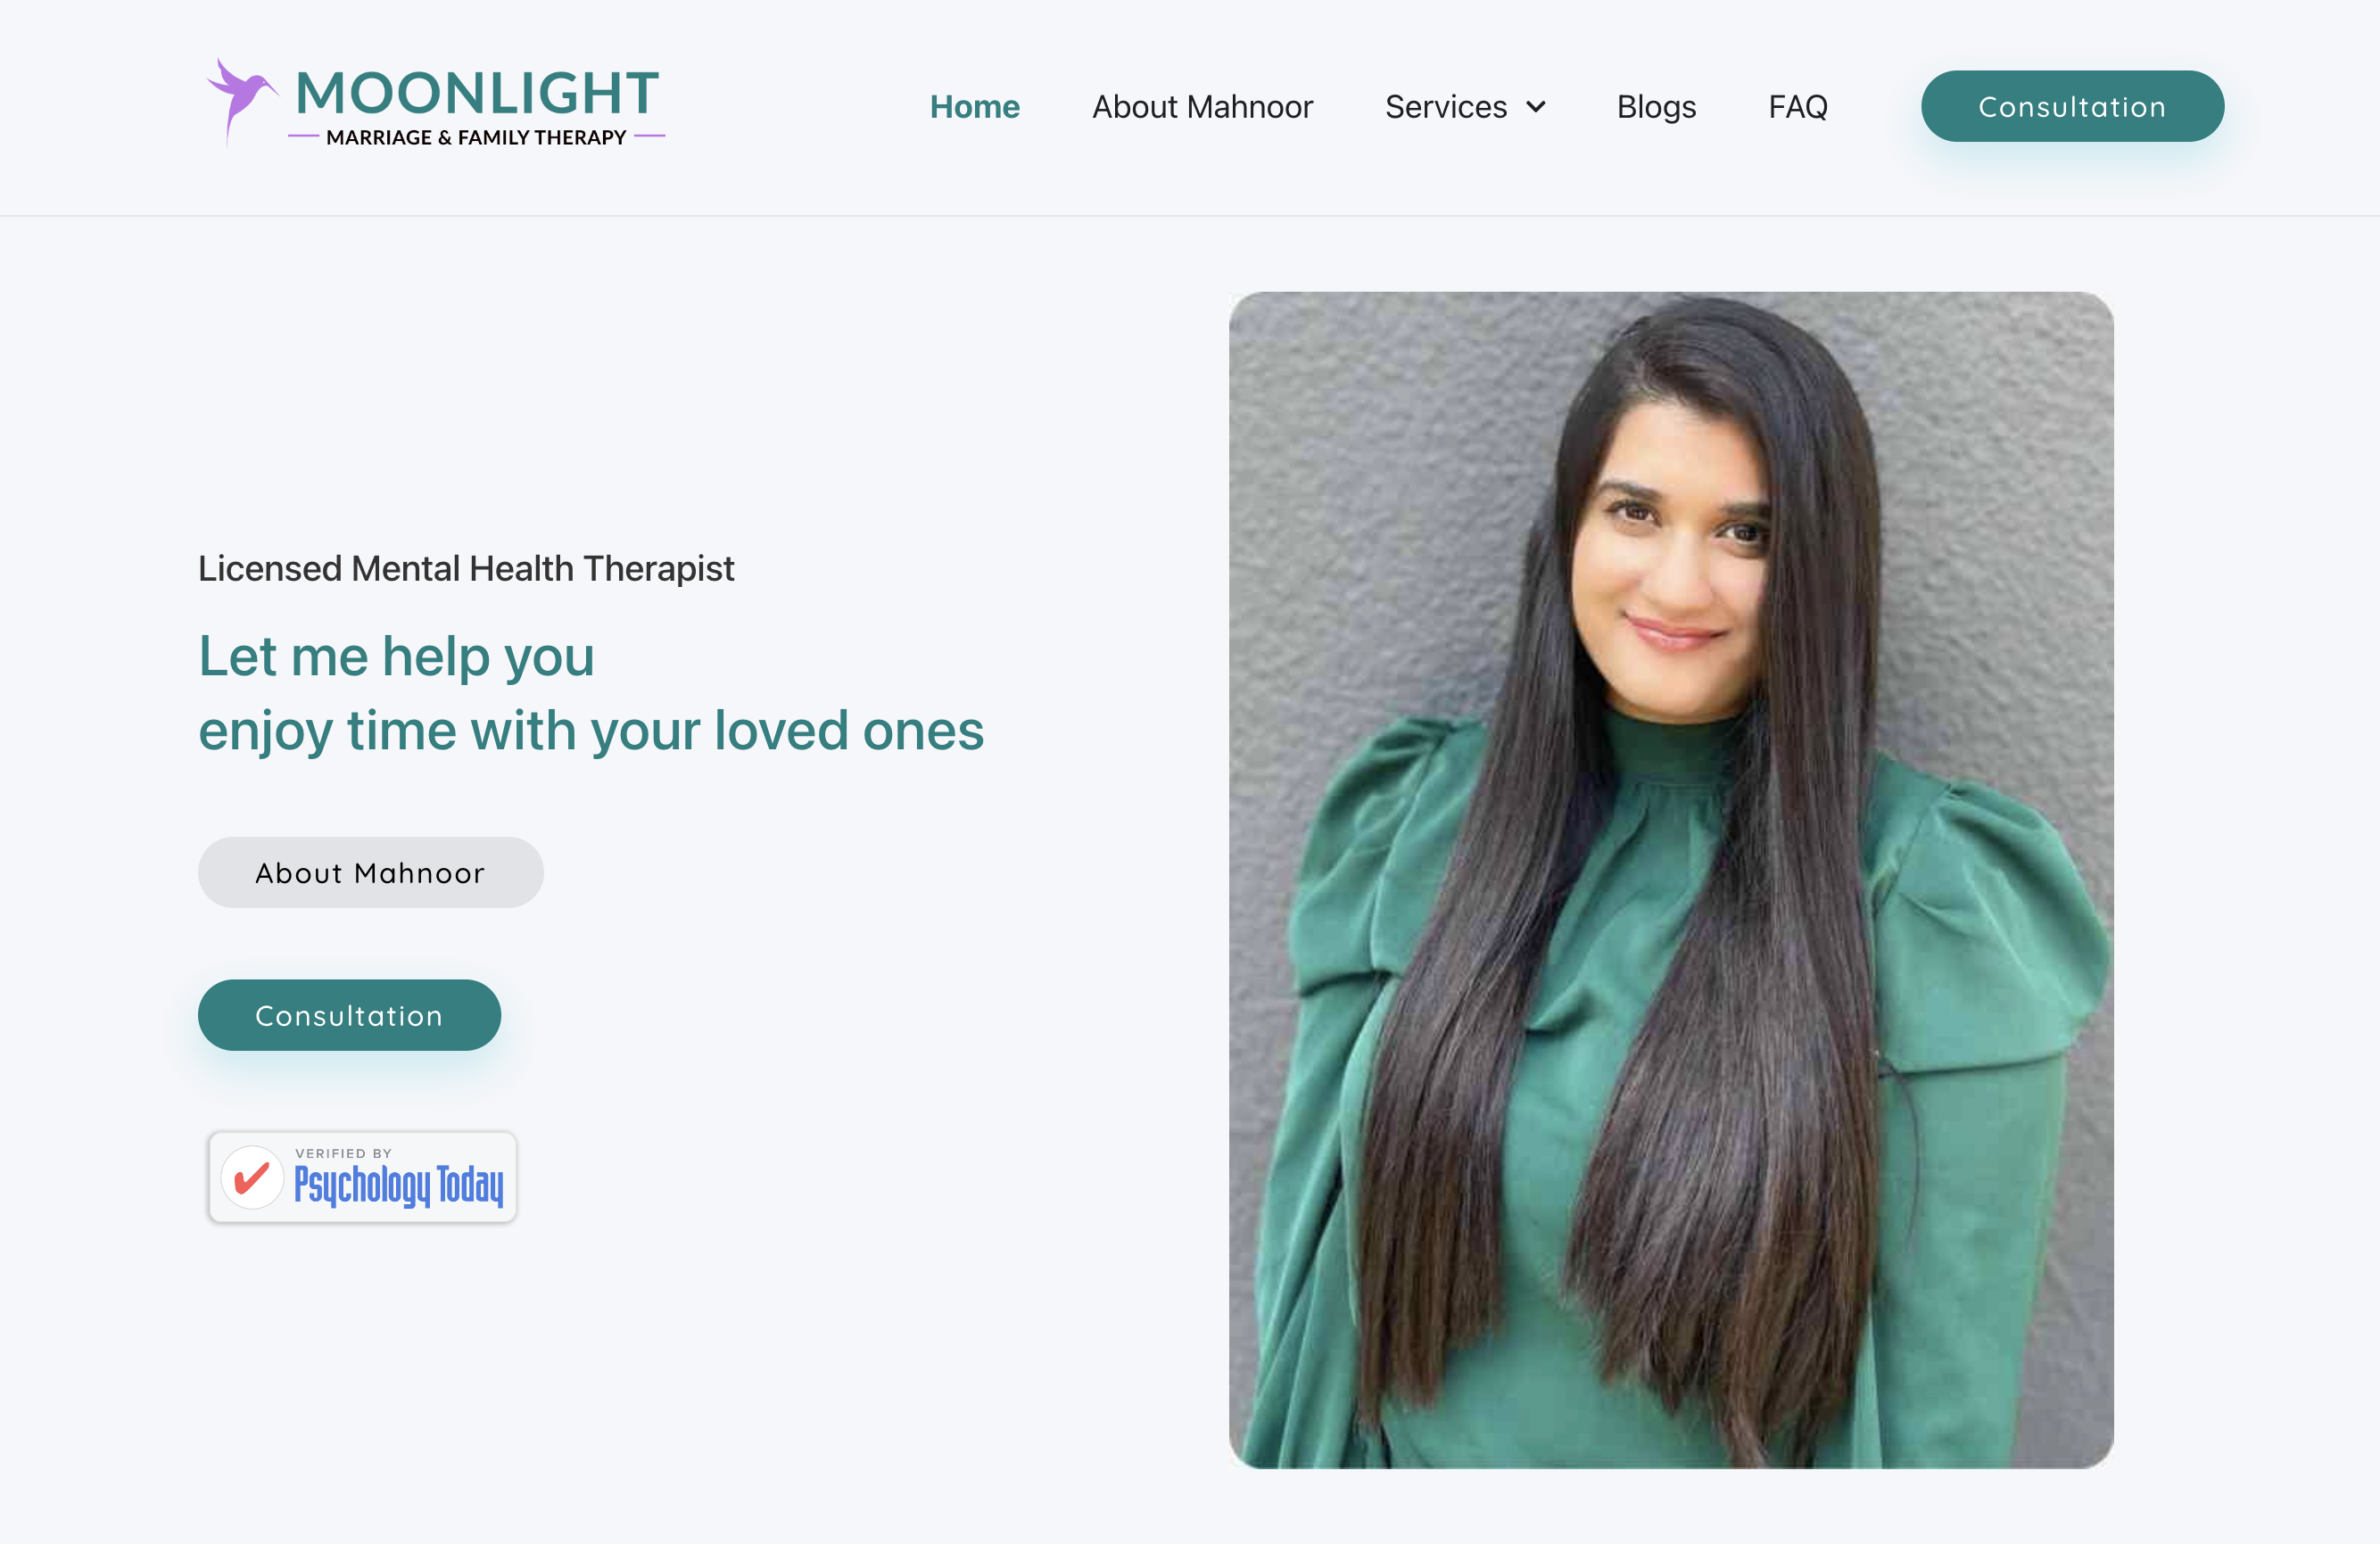 MOONLIGHT
MARRIAGE & FAMILY THERAPY
Home
About Mahnoor
Services
Blogs
FAQ
Consultation
Licensed Mental Health Therapist
Let me help you
enjoy time with your loved ones
About Mahnoor
Consultation
VERIFIED BY
Psychology Today